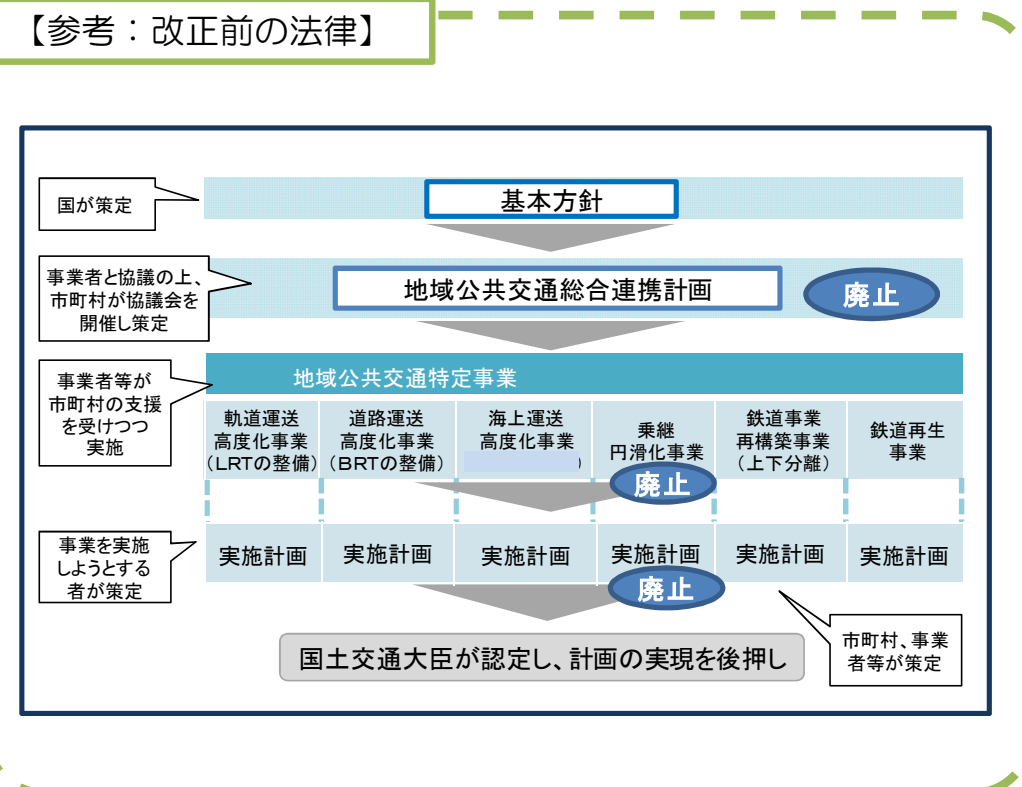 【参考：改正前の法律】
国が策定
基本方針
事業者と協議の上、
市町村が協議会を
開催し策定
地域公共交通総合連携計画
廃止
事業者等が
市町村の支援
を受けつつ
実施
地域公共交通特定事業
軌道運送
高度化事業
(LRTの整備)
道路運送
高度化事業
(BRTの整備)
海上運送
高度化事業
)
乗継
円滑化事業
廃止
鉄道事業
再構築事業
(上下分離)
鉄道再生
事業
事業を実施
しようとする
者が策定
実施計画
実施計画
実施計画
実施計画
廃止
実施計画
実施計画
市町村、事業
者等が策定
国土交通大臣が認定し、計画の実現を後押し